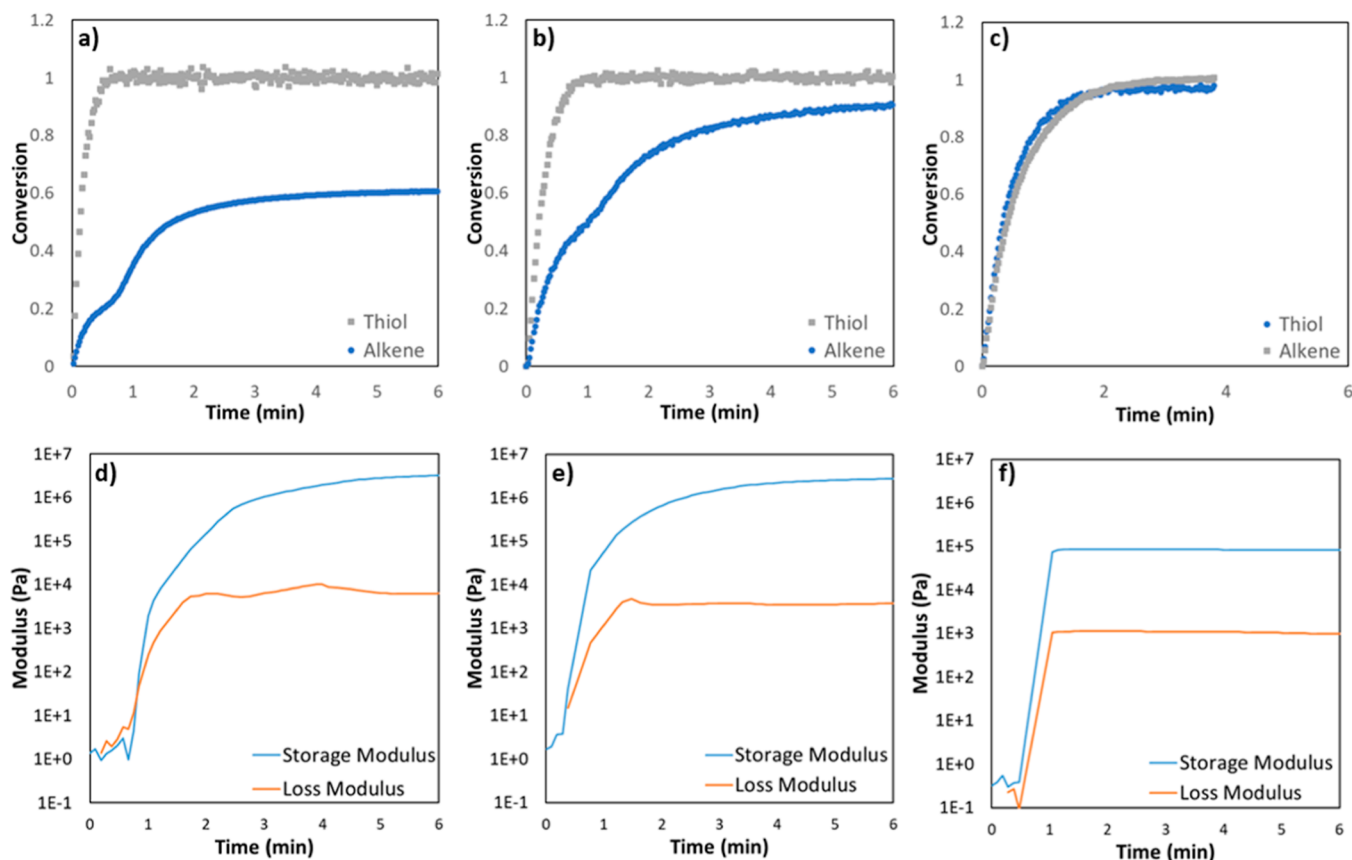 a)
1.2
1
0.8
0.6
0.4
0.2
0
Conversion
Thiol
Alkene
0 1 2 3 4 5 6
Time (min)
b)
1.2
1
0.8
0.6
0.4
0.2
0
Conversion
Thiol
Alkene
0 1 2 3 4 5 6
Time (min)
c)
1.2
1
0.8
0.6
0.4
0.2
0
Conversion
Thiol
Alkene
0 2 4 6
Time (min)
d)
1E+7
1E+6
1E+5
1E+4
1E+3
1E+2
1E+1
1E+0
1E-1
Modulus (Pa)
Storage Modulus
Loss Modulus
0 1 2 3 4 5 6
Time (min)
e)
1E+7
1E+6
1E+5
1E+4
1E+3
1E+2
1E+1
1E+0
1E-1
Modulus (Pa)
Storage Modulus
Loss Modulus
0 1 2 3 4 5 6
Time (min)
f)
1E+7
1E+6
1E+5
1E+4
1E+3
1E+2
1E+1
1E+0
1E-1
Modulus (Pa)
Storage Modulus
Loss Modulus
0 1 2 3 4 5 6
Time (min)